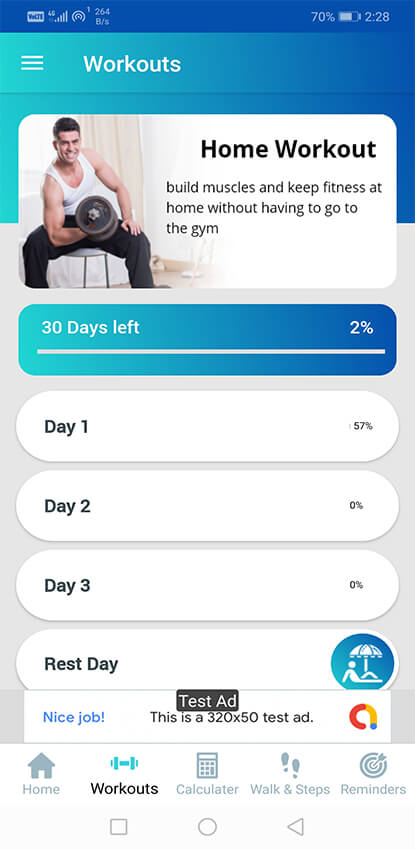 VoLTE 4G 1 264 B/s 70% 2:28
Workouts
Home Workout
build muscles and keep fitness at
home without having to go to
the gym
30 Days left 2%
Day 1 57%
Day 2 0%
Day 3 0%
Rest Day
Test Ad
Nice job! This is a 320x50 test ad.
Home Workouts Calculater Walk & Steps Reminders